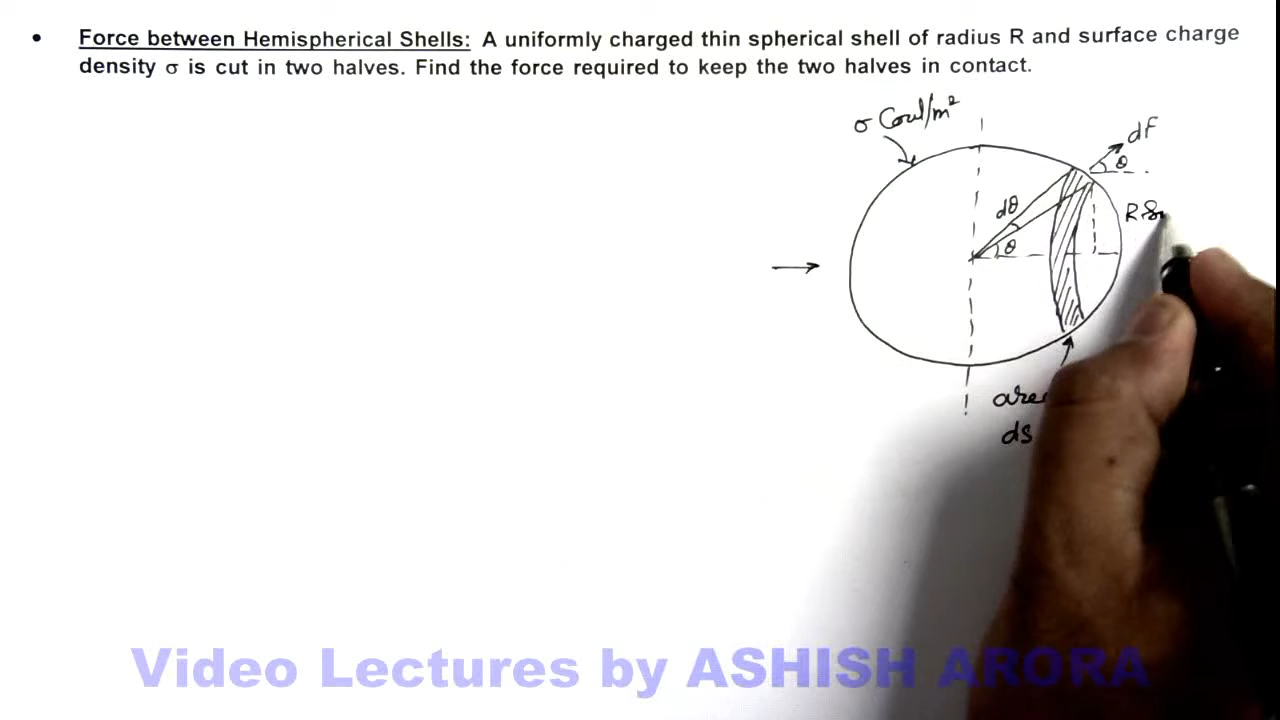 • Force between Hemispherical Shells: A uniformly charged thin spherical shell of radius R and surface charge
density σ is cut in two halves. Find the force required to keep the two halves in contact.
σ Coul/m²
dF
θ
dθ
R
θ
ds
Video Lectures by ASHISH ARORA